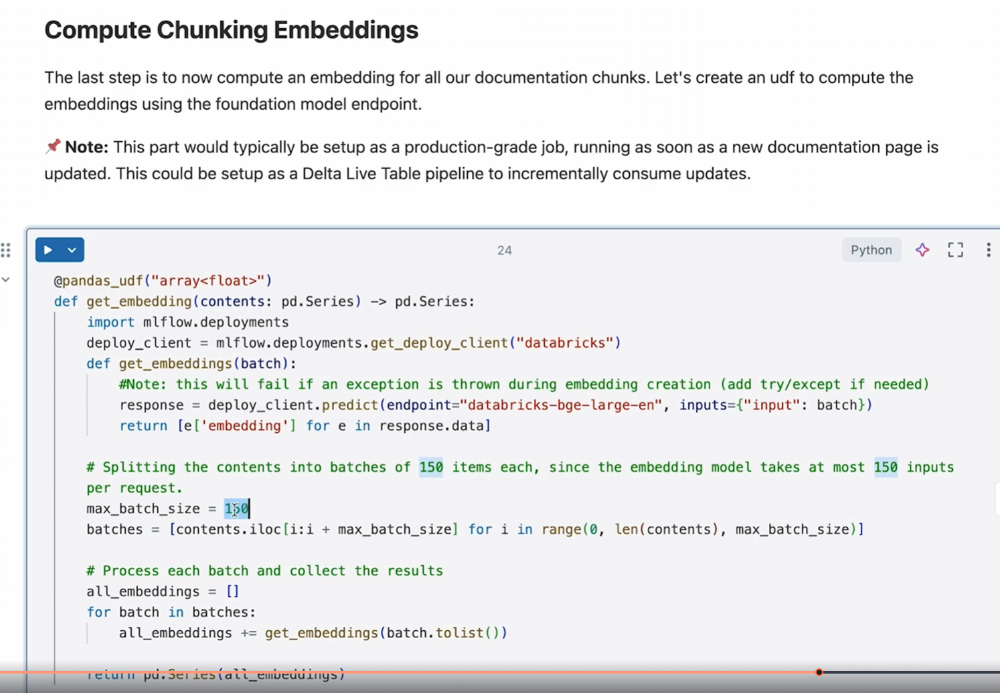 Compute Chunking Embeddings
The last step is to now compute an embedding for all our documentation chunks. Let's create an udf to compute the
embeddings using the foundation model endpoint.
📌 Note: This part would typically be setup as a production-grade job, running as soon as a new documentation page is
updated. This could be setup as a Delta Live Table pipeline to incrementally consume updates.
24
Python
@pandas_udf("array<float>")
def get_embedding(contents: pd.Series) -> pd.Series:
    import mlflow.deployments
    deploy_client = mlflow.deployments.get_deploy_client("databricks")
    def get_embeddings(batch):
        #Note: this will fail if an exception is thrown during embedding creation (add try/except if needed)
        response = deploy_client.predict(endpoint="databricks-bge-large-en", inputs={"input": batch})
        return [e['embedding'] for e in response.data]
    # Splitting the contents into batches of 150 items each, since the embedding model takes at most 150 inputs
    per request.
    max_batch_size = 150
    batches = [contents.iloc[i:i + max_batch_size] for i in range(0, len(contents), max_batch_size)]
    # Process each batch and collect the results
    all_embeddings = []
    for batch in batches:
        all_embeddings += get_embeddings(batch.tolist())
    return pd.Series(all_embeddings)